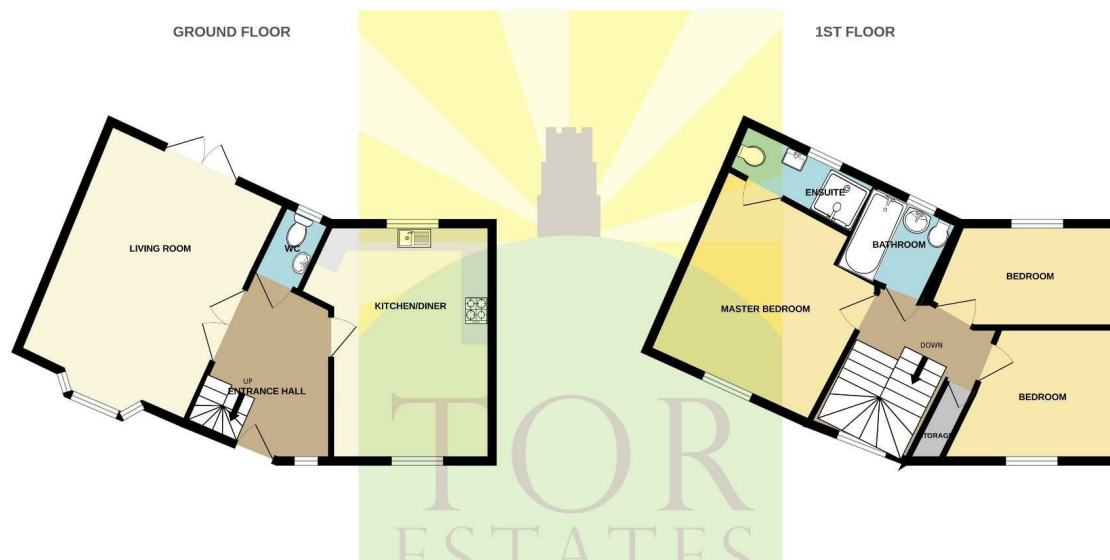 GROUND FLOOR
1ST FLOOR
LIVING ROOM
WC
KITCHEN/DINER
UP
ENTRANCE HALL
ENSUITE
BATHROOM
BEDROOM
MASTER BEDROOM
DOWN
BEDROOM
STORAGE
TOR
ESTATES